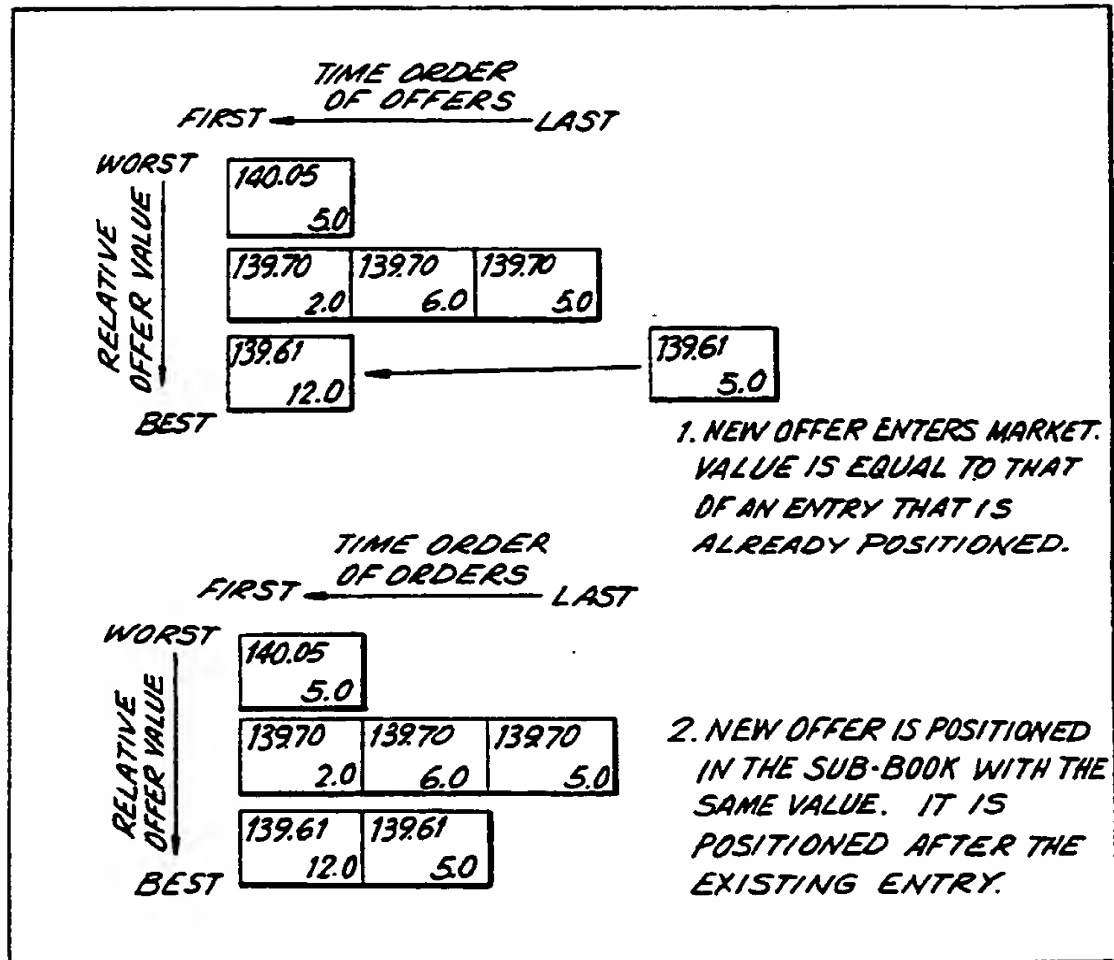 TIME ORDER
OF OFFERS
FIRST LAST
WORST
RELATIVE
OFFER VALUE
BEST
140.05
5.0
139.70 139.70 139.70
2.0 6.0 5.0
139.61 139.61
12.0 5.0
1. NEW OFFER ENTERS MARKET.
VALUE IS EQUAL TO THAT
OF AN ENTRY THAT IS
ALREADY POSITIONED.
TIME ORDER
OF ORDERS
FIRST LAST
WORST
RELATIVE
OFFER VALUE
BEST
140.05
5.0
139.70 139.70 139.70
2.0 6.0 5.0
139.61 139.61
12.0 5.0
2. NEW OFFER IS POSITIONED
IN THE SUB-BOOK WITH THE
SAME VALUE. IT IS
POSITIONED AFTER THE
EXISTING ENTRY.